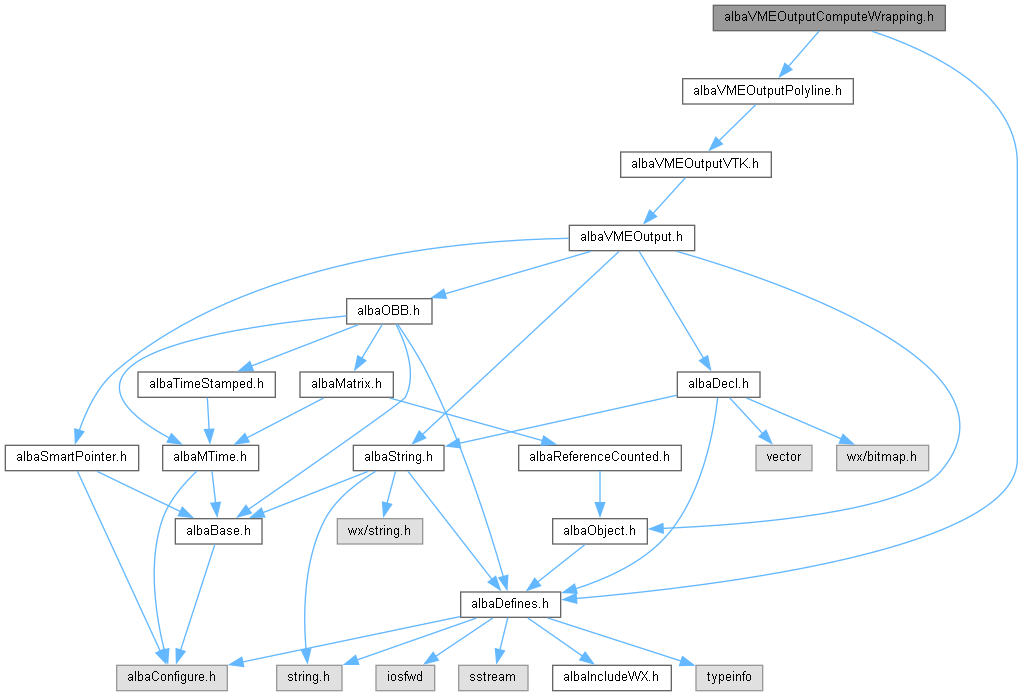 albaVMEOutputComputeWrapping.h
albaVMEOutputPolyline.h
albaVMEOutputVTK.h
albaVMEOutput.h
albaOBB.h
albaTimeStamped.h
albaMatrix.h
albaDecl.h
albaSmartPointer.h
albaMTime.h
albaString.h
albaReferenceCounted.h
vector
wx/bitmap.h
albaBase.h
wx/string.h
albaObject.h
albaDefines.h
albaConfigure.h
string.h
iosfwd
sstream
albaIncludeWX.h
typeinfo